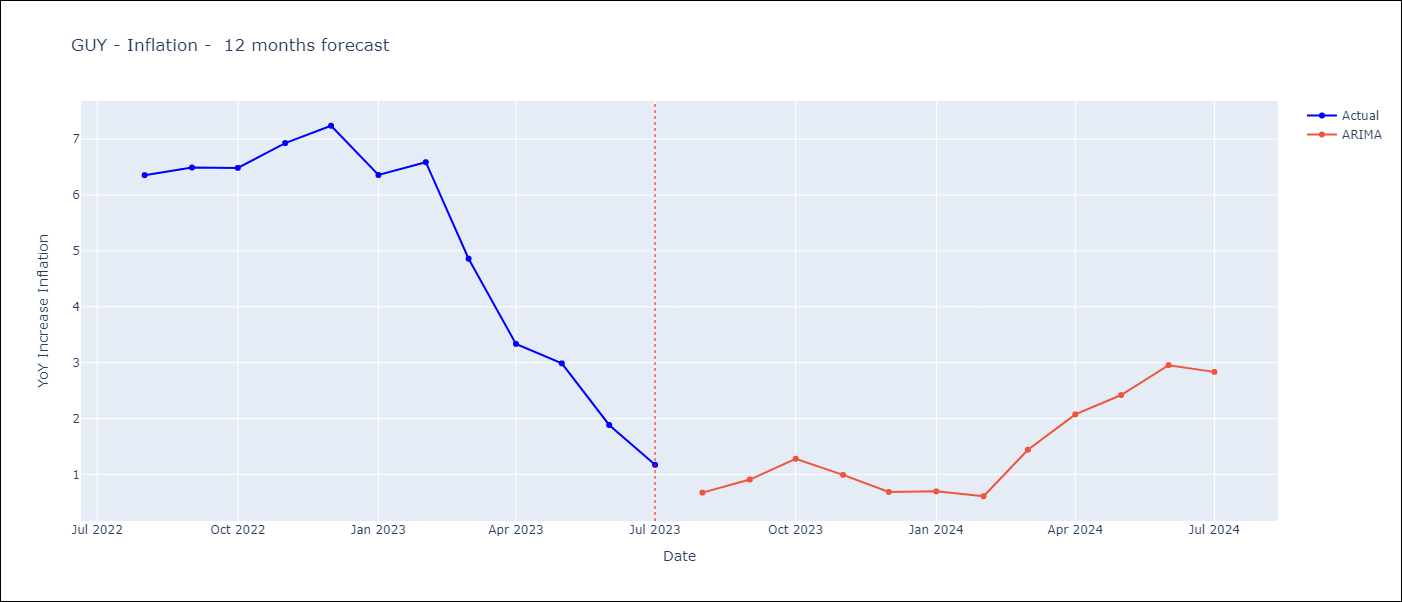 GUY - Inflation -  12 months forecast
Actual
ARIMA
YoY Increase Inflation
7
6
5
4
3
2
1
Jul 2022 Oct 2022 Jan 2023 Apr 2023 Jul 2023 Oct 2023 Jan 2024 Apr 2024 Jul 2024
Date